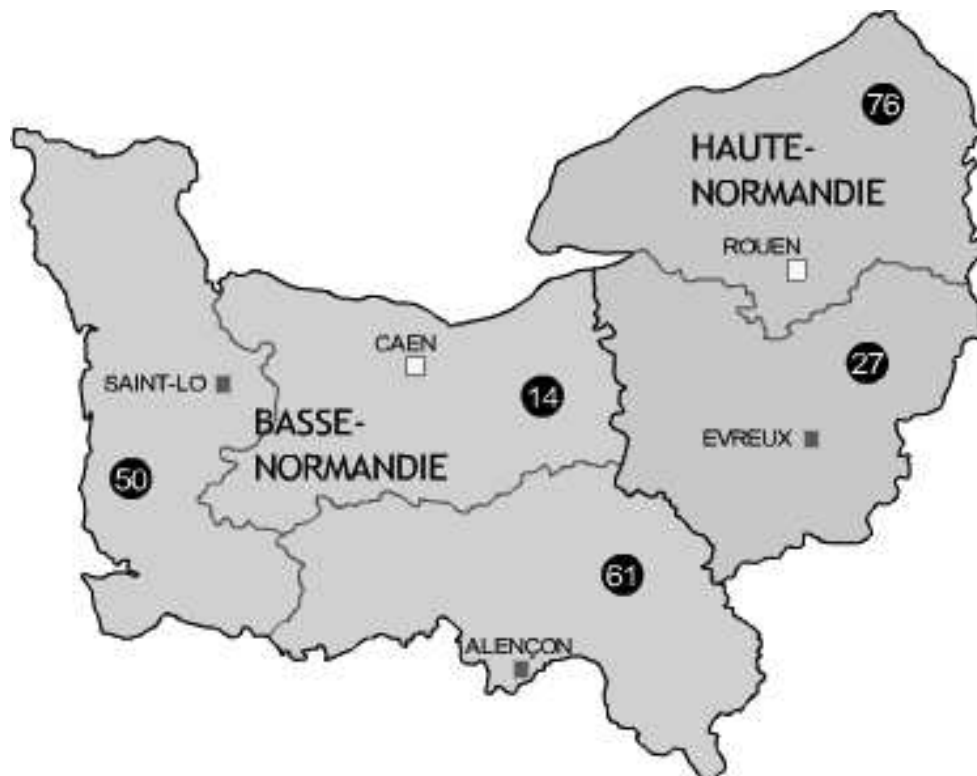 76
HAUTE-
NORMANDIE
ROUEN
CAEN
27
SAINT-LO
14
BASSE-
EVREUX
NORMANDIE
50
61
ALENÇON